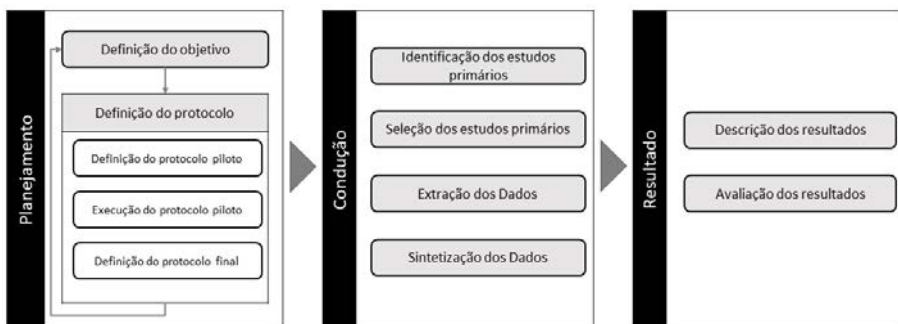 Planejamento
Definição do objetivo
Definição do protocolo
Definição do protocolo piloto
Execução do protocolo piloto
Definição do protocolo final
Condução
Identificação dos estudos
primários
Seleção dos estudos primários
Extração dos Dados
Sintetização dos Dados
Resultado
Descrição dos resultados
Avaliação dos resultados